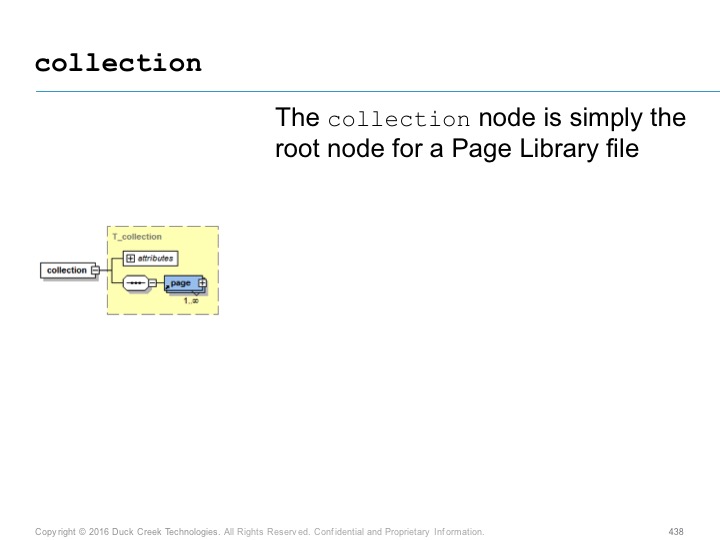 collection
The collection node is simply the
root node for a Page Library file
T_collection
attributes
collection
page
1..∞
Copyright © 2016 Duck Creek Technologies. All Rights Reserved. Confidential and Proprietary Information.
438